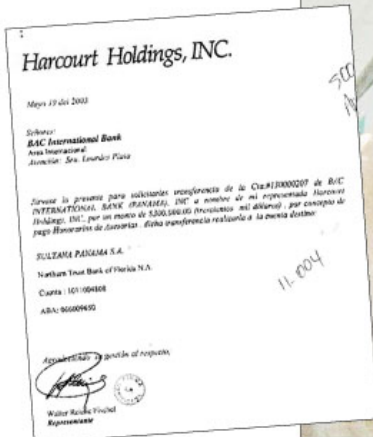 Harcourt Holdings, INC.
Mayo 19 del 2003
Señores:
BAC International Bank
Area Internacional
Atención: Sra. Lourdes Plata
Sirvase la presente para solicitarles transferencia de la Cta.#130000207 de BAC
INTERNATIONAL BANK (PANAMA), INC a nombre de mi representada Harcourt
Holdings, INC. por un monto de $300,000.00 (trescientos mil dólares), por concepto de
pago Honorarios de Asesorías. dicha transferencia realizarla a la cuenta destino:
SULTANA PANAMA S.A.
Northern Trust Bank of Florida N.A.
Cuenta :
ABA: 066009650
11.004
500
Agradeciendo su gestión al respecto,
Walter
Representante